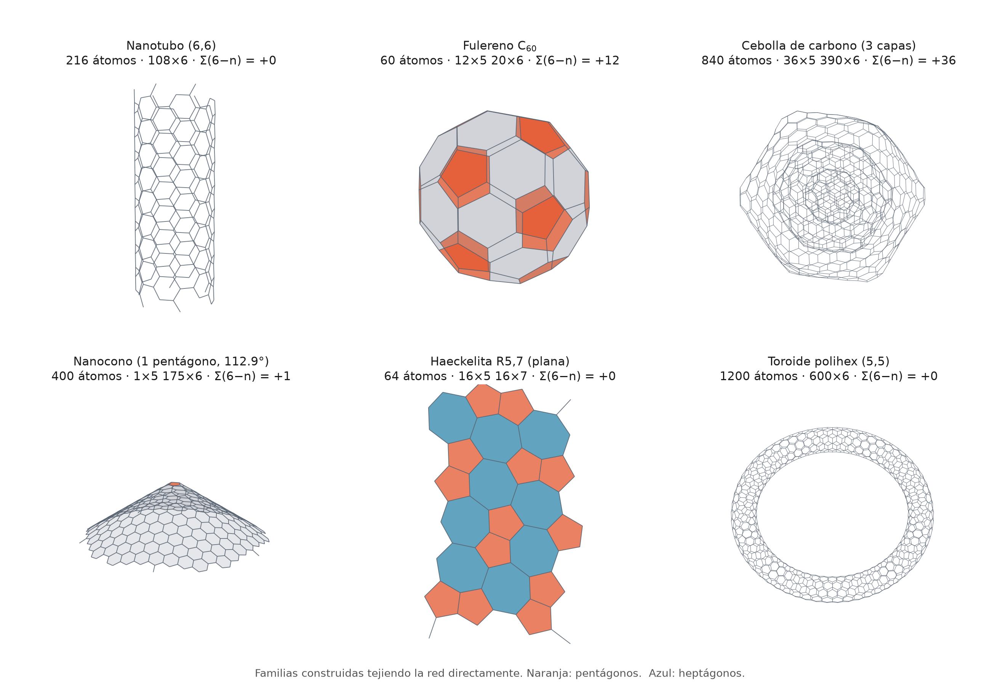 Nanotubo (6,6)
216 átomos · 108×6 · Σ(6−n) = +0
Fulereno C₆₀
60 átomos · 12×5 20×6 · Σ(6−n) = +12
Cebolla de carbono (3 capas)
840 átomos · 36×5 390×6 · Σ(6−n) = +36
Nanocono (1 pentágono, 112.9°)
400 átomos · 1×5 175×6 · Σ(6−n) = +1
Haeckelita R5,7 (plana)
64 átomos · 16×5 16×7 · Σ(6−n) = +0
Toroide polihex (5,5)
1200 átomos · 600×6 · Σ(6−n) = +0
Familias construidas tejiendo la red directamente. Naranja: pentágonos.  Azul: heptágonos.